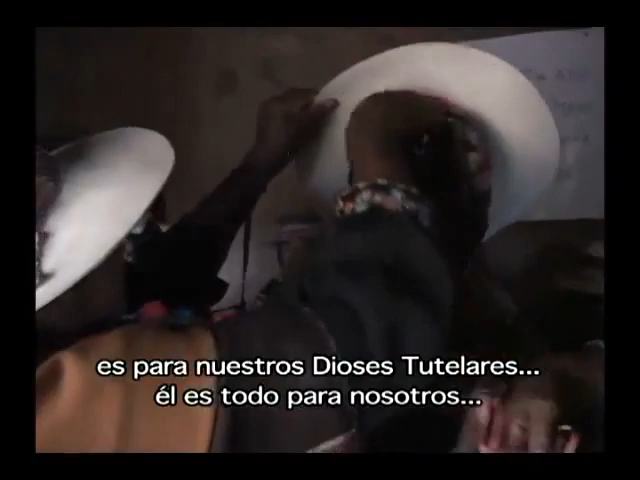 es para nuestros Dioses Tutelares...
él es todo para nosotros...